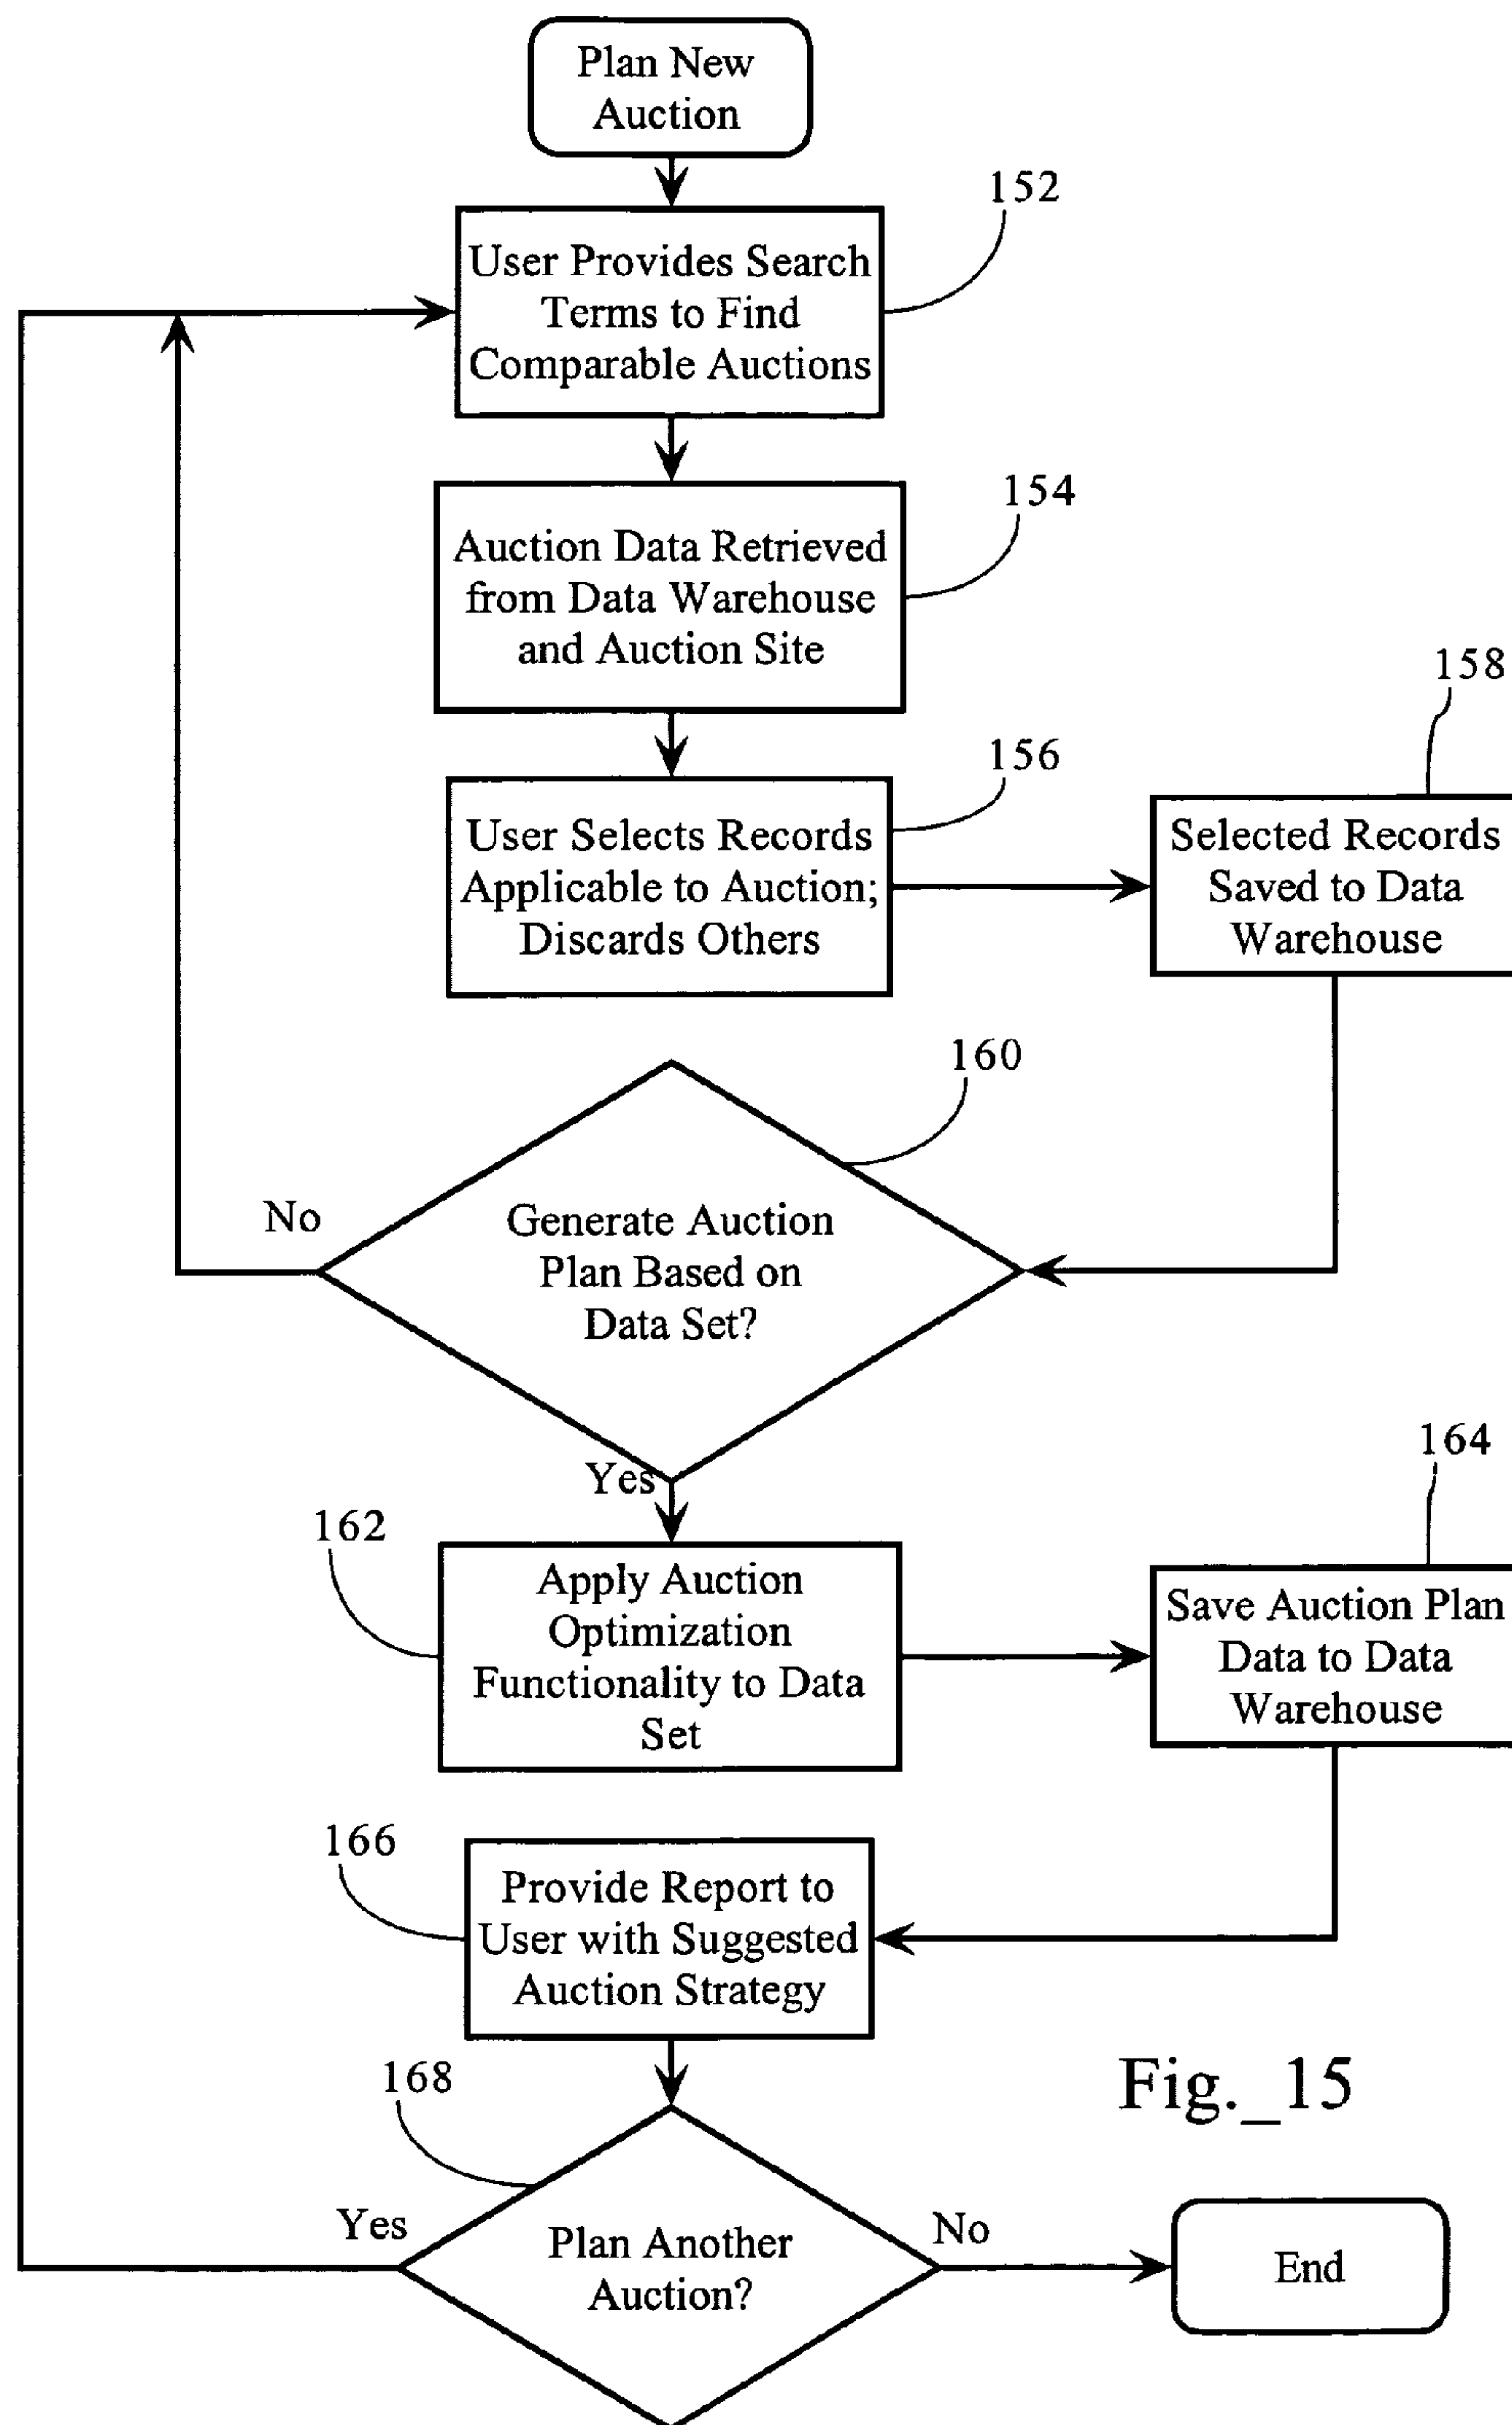 Plan New
Auction
152
User Provides Search
Terms to Find
Comparable Auctions
154
Auction Data Retrieved
from Data Warehouse
and Auction Site
156
User Selects Records
Applicable to Auction;
Discards Others
158
Selected Records
Saved to Data
Warehouse
160
Generate Auction
Plan Based on
Data Set?
No
Yes
162
Apply Auction
Optimization
Functionality to Data
Set
164
Save Auction Plan
Data to Data
Warehouse
166
Provide Report to
User with Suggested
Auction Strategy
168
Plan Another
Auction?
Yes
No
End
Fig._15